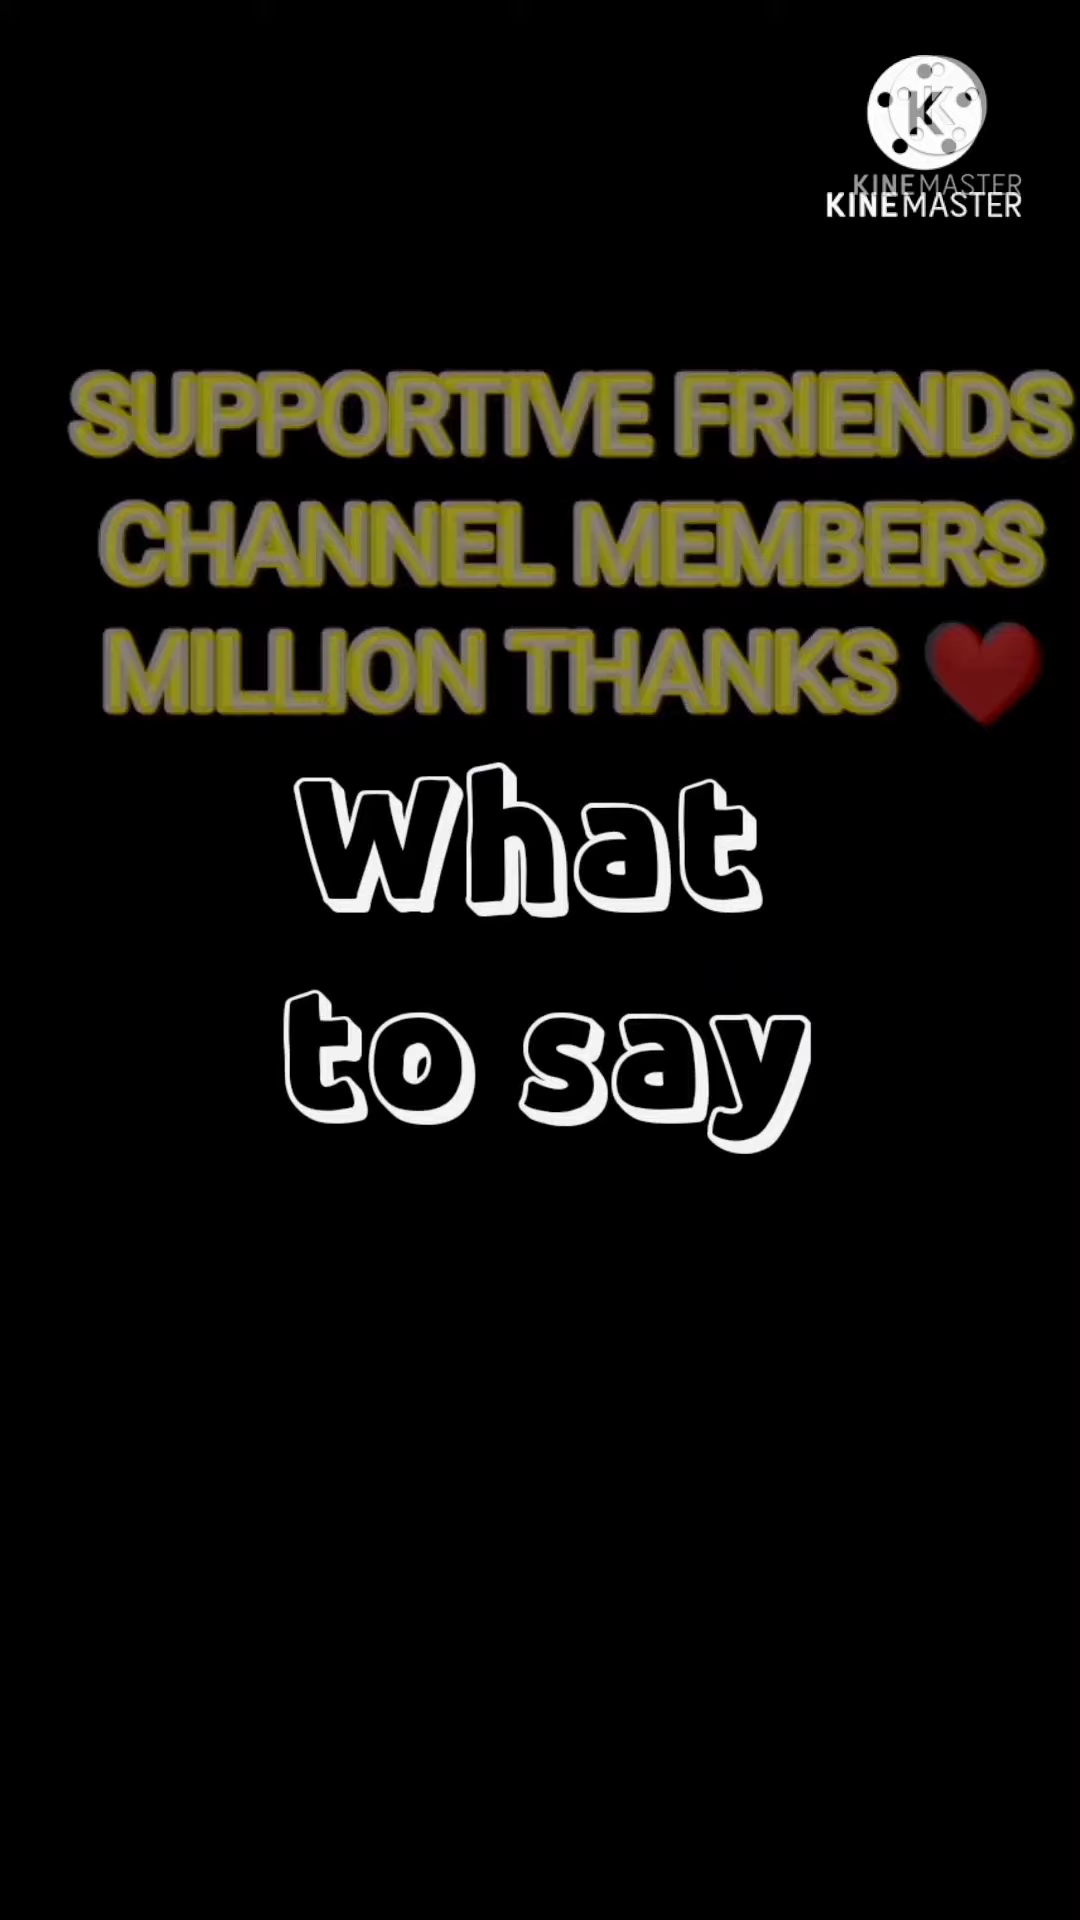 K
KINEMASTER
KINEMASTER
SUPPORTIVE FRIENDS
CHANNEL MEMBERS
MILLION THANKS ♥
What
to say